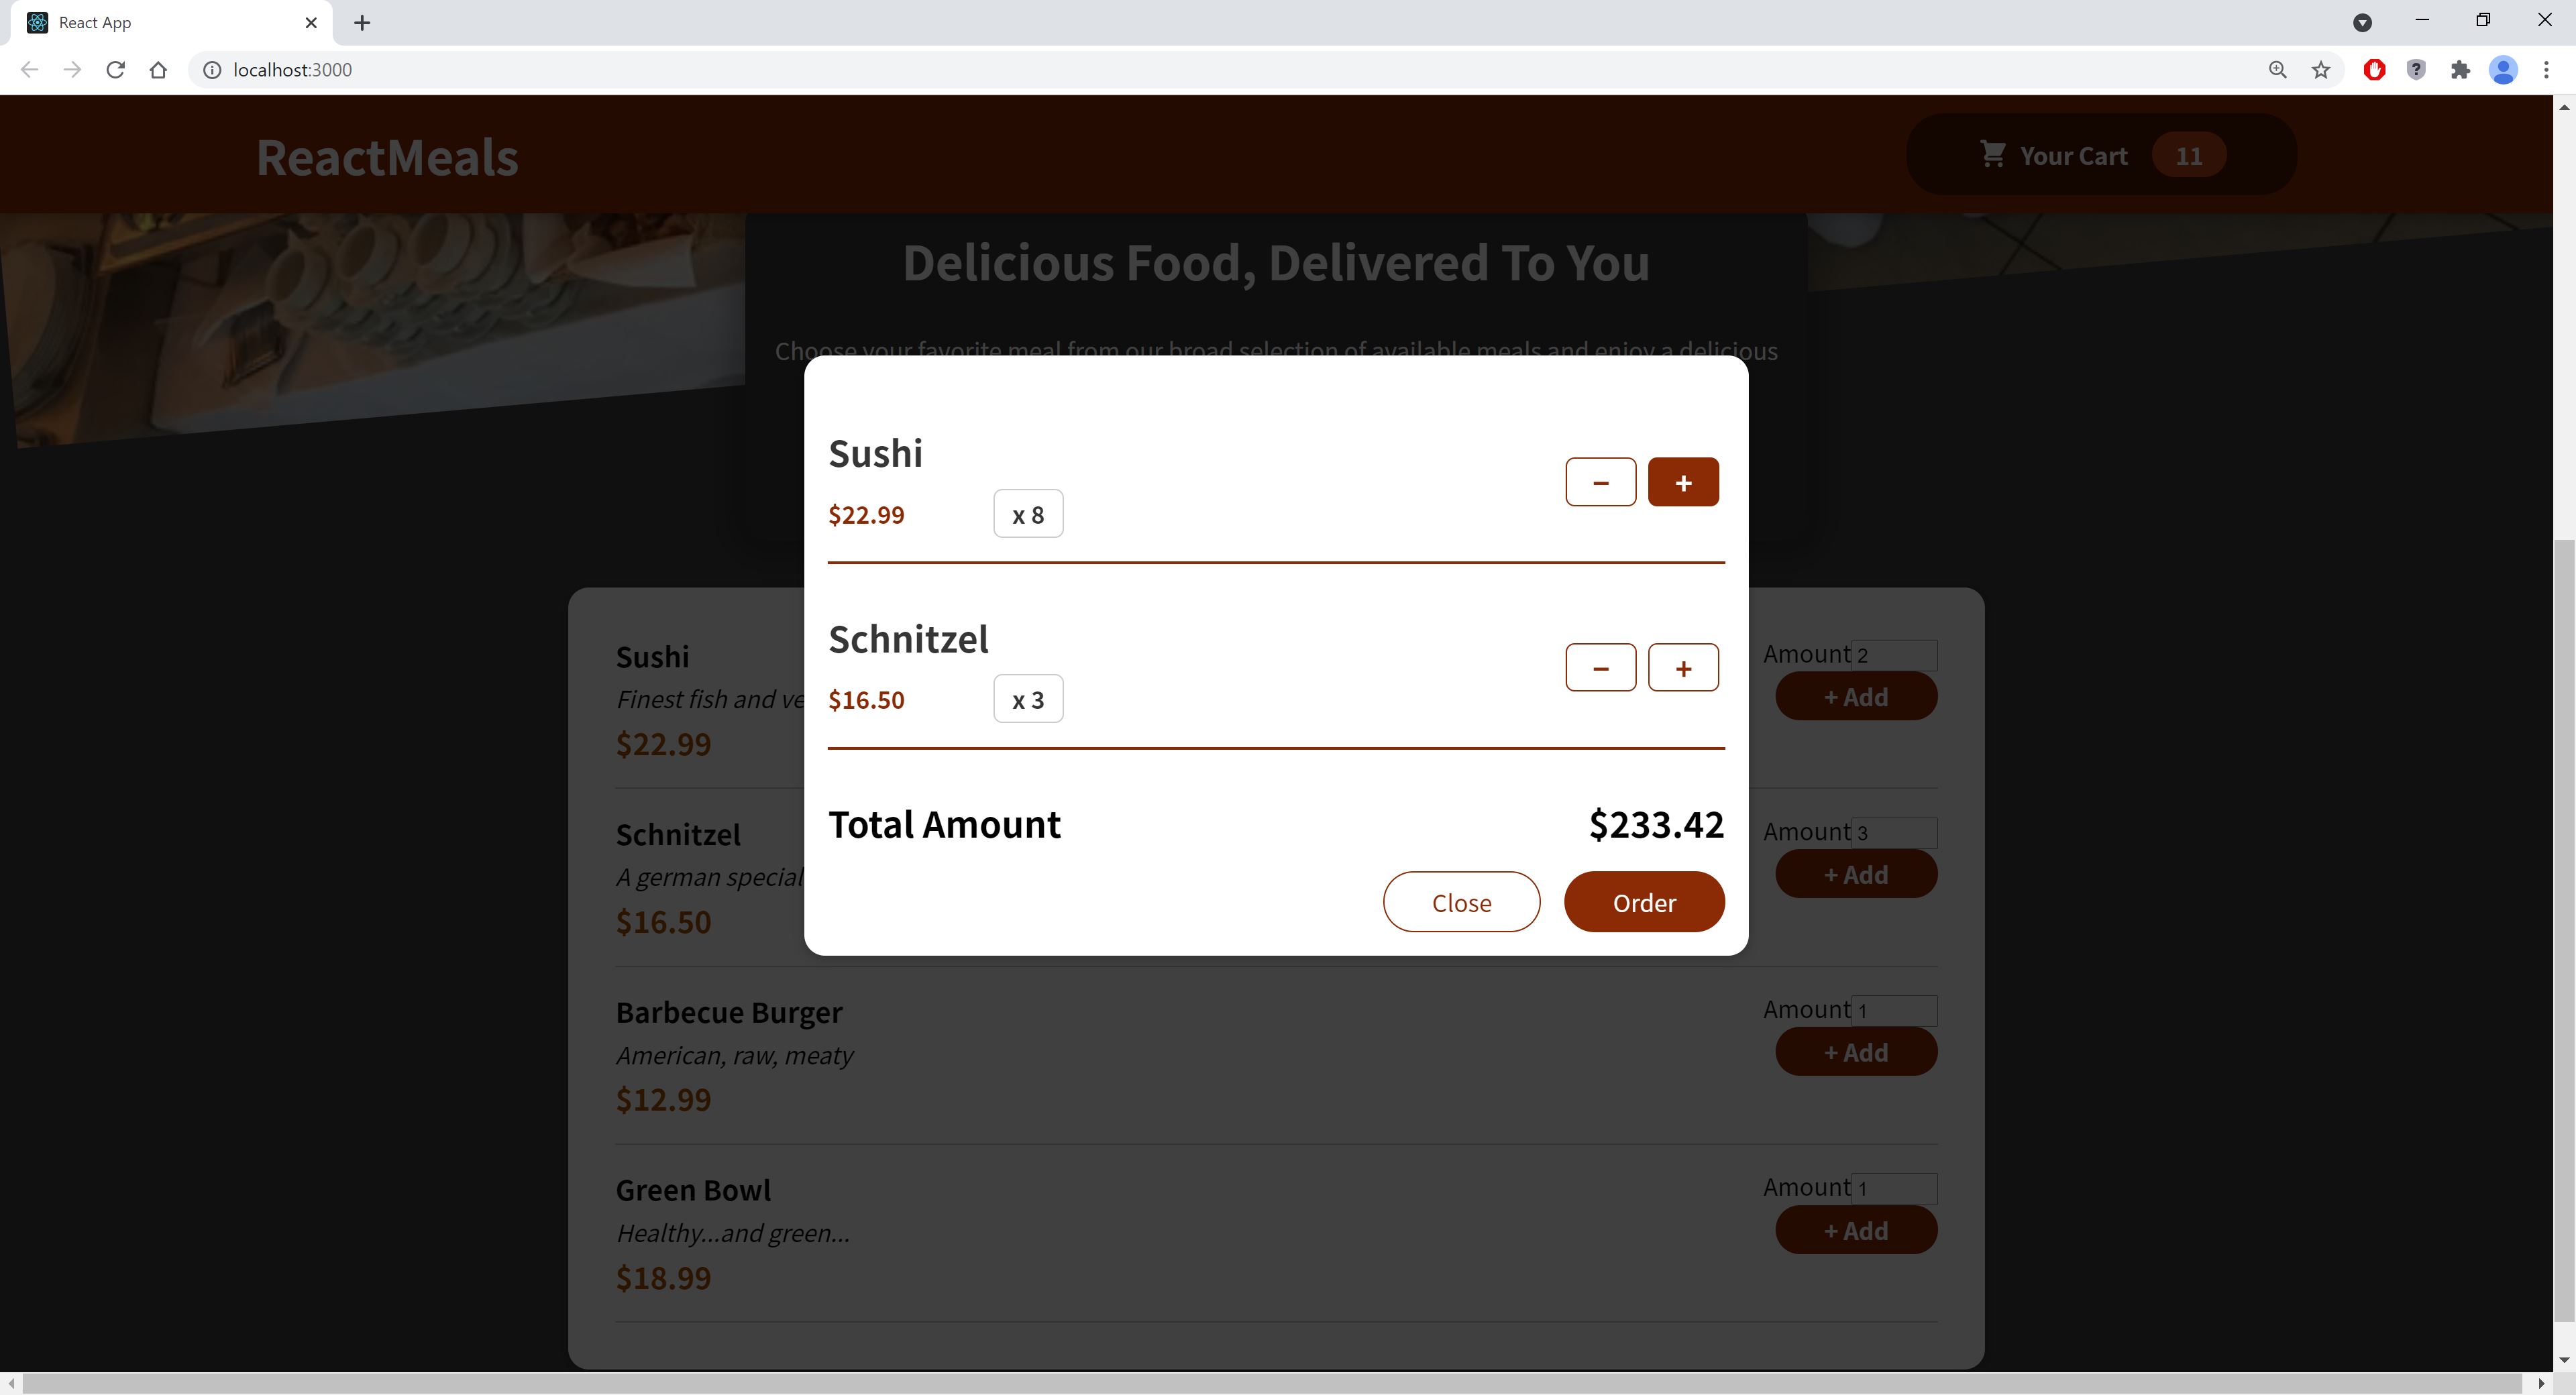 React App
localhost:3000
ReactMeals
Your Cart 11
Delicious Food, Delivered To You
Choose your favorite meal from our broad selection of available meals and enjoy a delicious
Sushi
$22.99 x 8
− +
Schnitzel
$16.50 x 3
− +
Total Amount $233.42
Close Order
Sushi
Finest fish and ve
$22.99
Amount 2
+ Add
Schnitzel
A german special
$16.50
Amount 3
+ Add
Barbecue Burger
American, raw, meaty
$12.99
Amount 1
+ Add
Green Bowl
Healthy...and green...
$18.99
Amount 1
+ Add